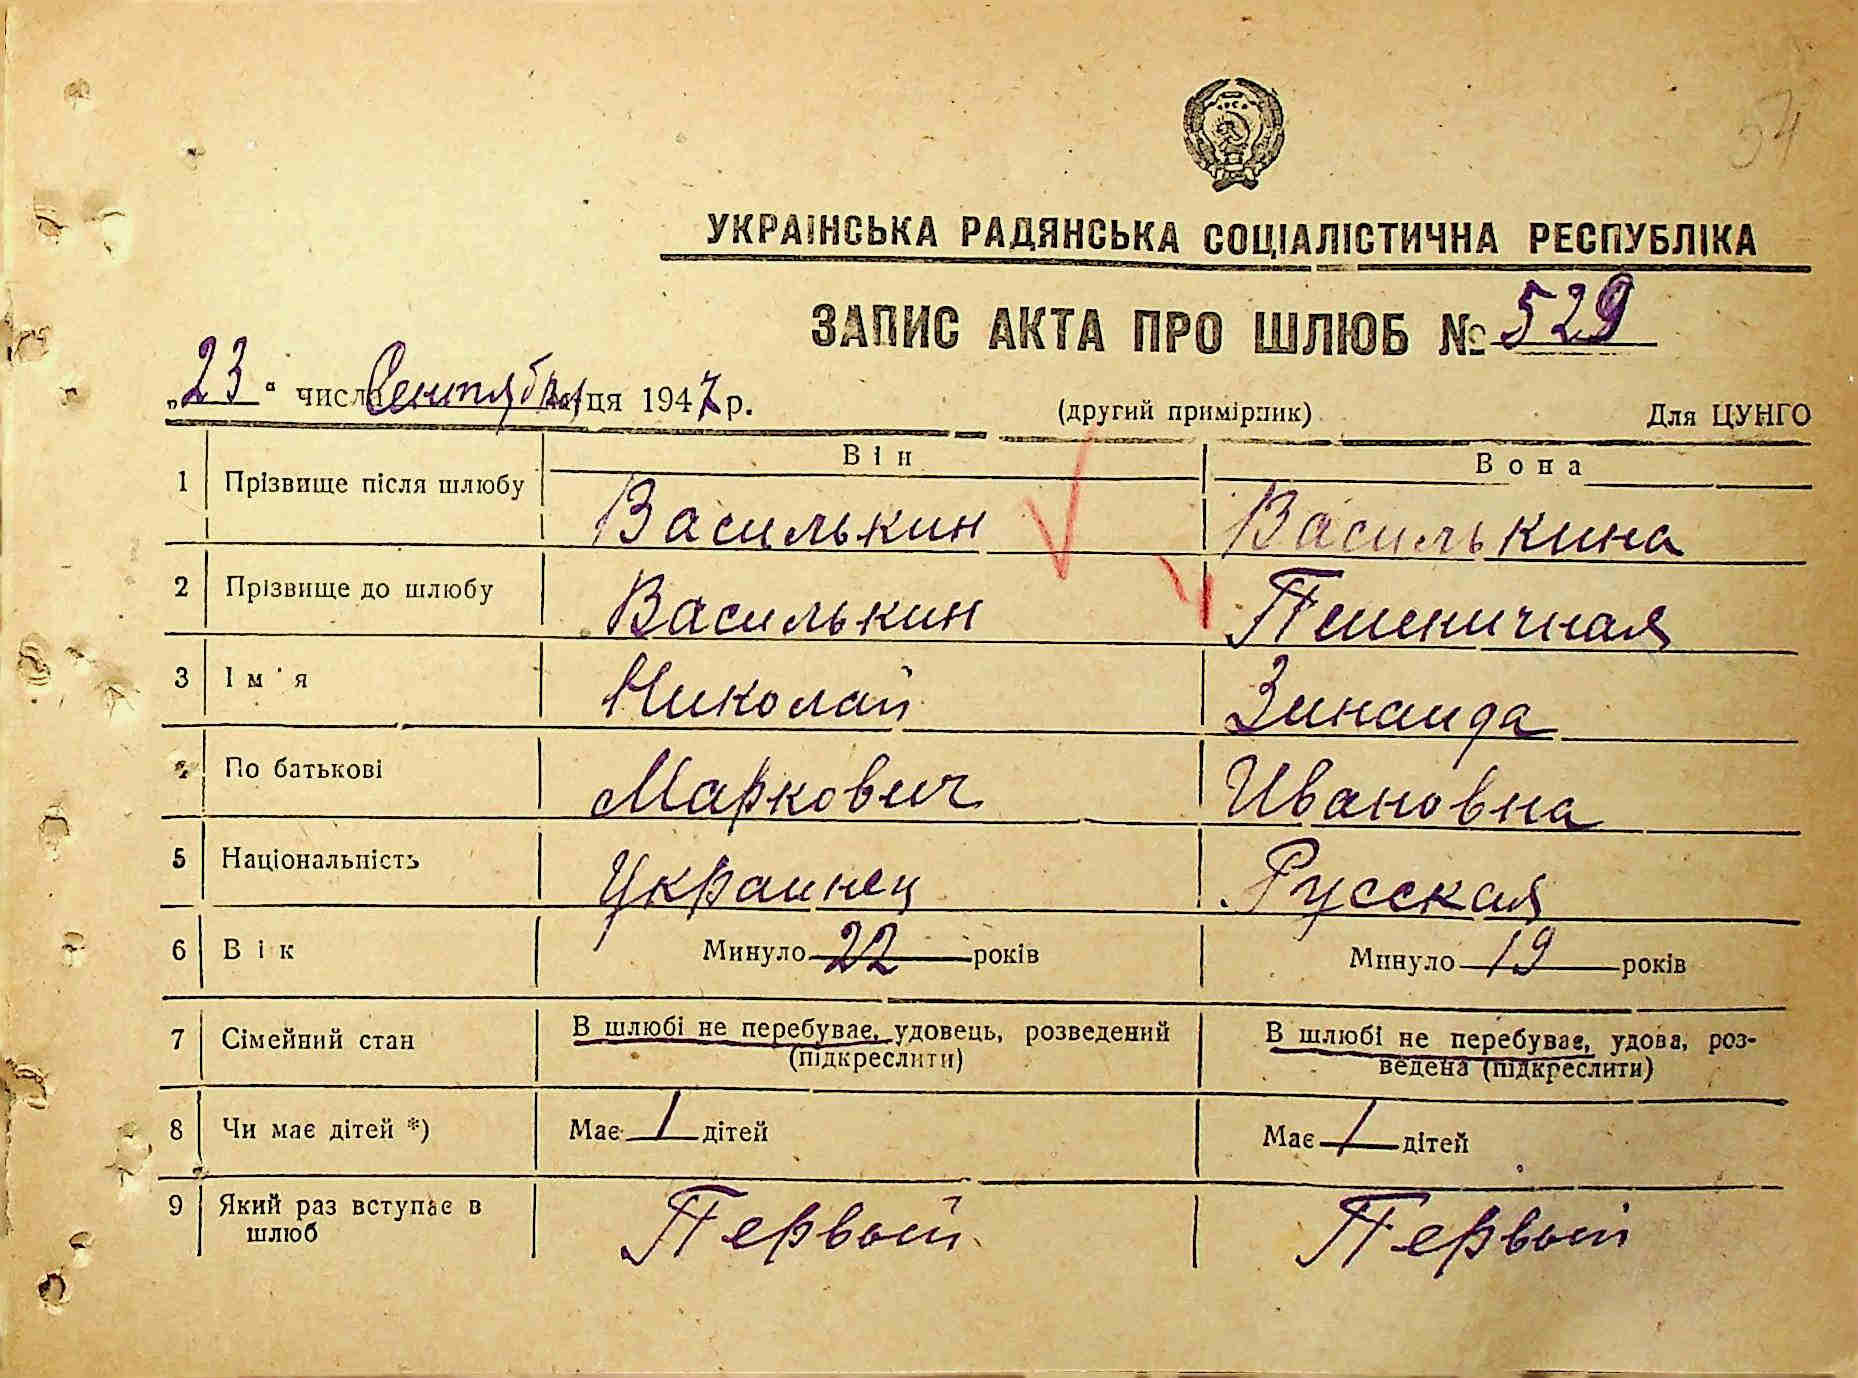 54
УКРАЇНСЬКА РАДЯНСЬКА СОЦІАЛІСТИЧНА РЕСПУБЛІКА
ЗАПИС АКТА ПРО ШЛЮБ № 529
„23" числа Сентября місяця 1947 р. (другий примірник) Для ЦУНГО
Він Вона
1 Прізвище після шлюбу Василькин Василькина
2 Прізвище до шлюбу Василькин Пшеничная
3 Ім'я Николай Зинаида
4 По батькові Маркович Ивановна
5 Національність Украинец Русская
6 Вік Минуло 22 років Минуло 19 років
7 Сімейний стан В шлюбі не перебуває, удовець, розведений В шлюбі не перебуває, удова, роз-
(підкреслити) ведена (підкреслити)
8 Чи має дітей *) Має 1 дітей Має 1 дітей
9 Який раз вступає в Первый Первый
шлюб